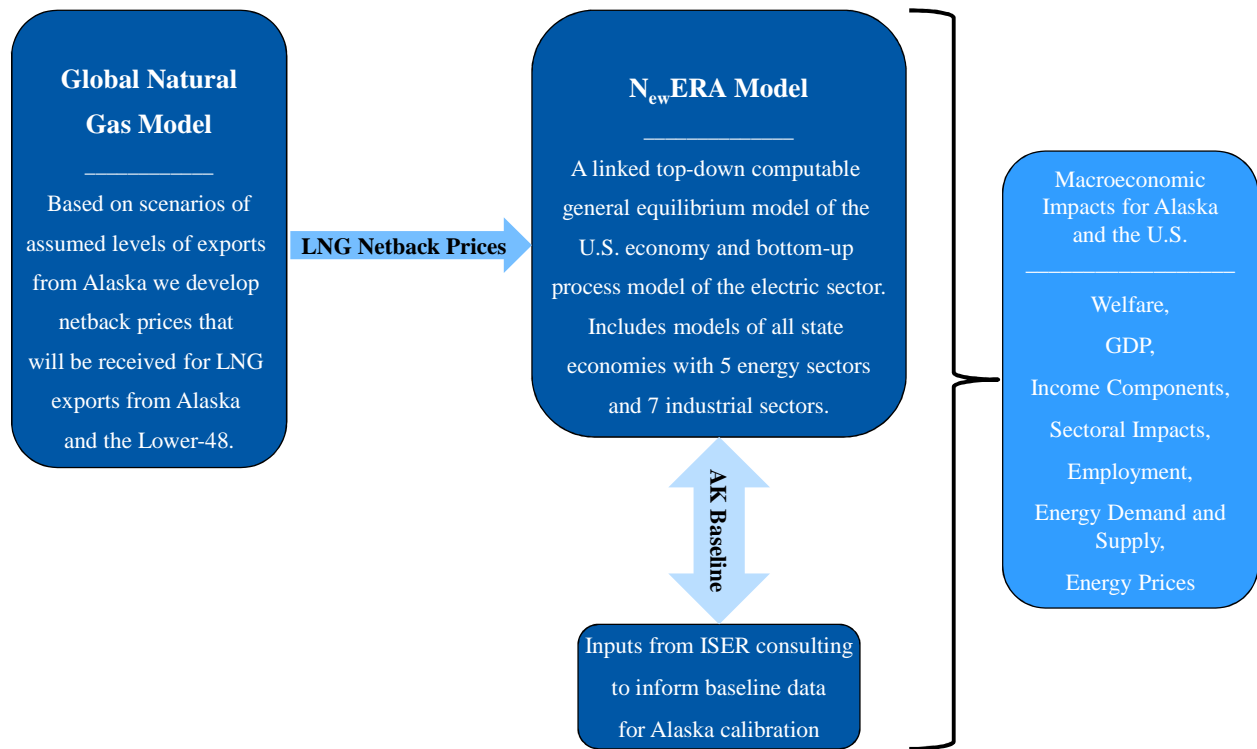 Global Natural
Gas Model
Based on scenarios of
assumed levels of exports
from Alaska we develop
netback prices that
will be received for LNG
exports from Alaska
and the Lower-48.
LNG Netback Prices
NewERA Model
A linked top-down computable
general equilibrium model of the
U.S. economy and bottom-up
process model of the electric sector.
Includes models of all state
economies with 5 energy sectors
and 7 industrial sectors.
AK Baseline
Inputs from ISER consulting
to inform baseline data
for Alaska calibration
Macroeconomic
Impacts for Alaska
and the U.S.
Welfare,
GDP,
Income Components,
Sectoral Impacts,
Employment,
Energy Demand and
Supply,
Energy Prices